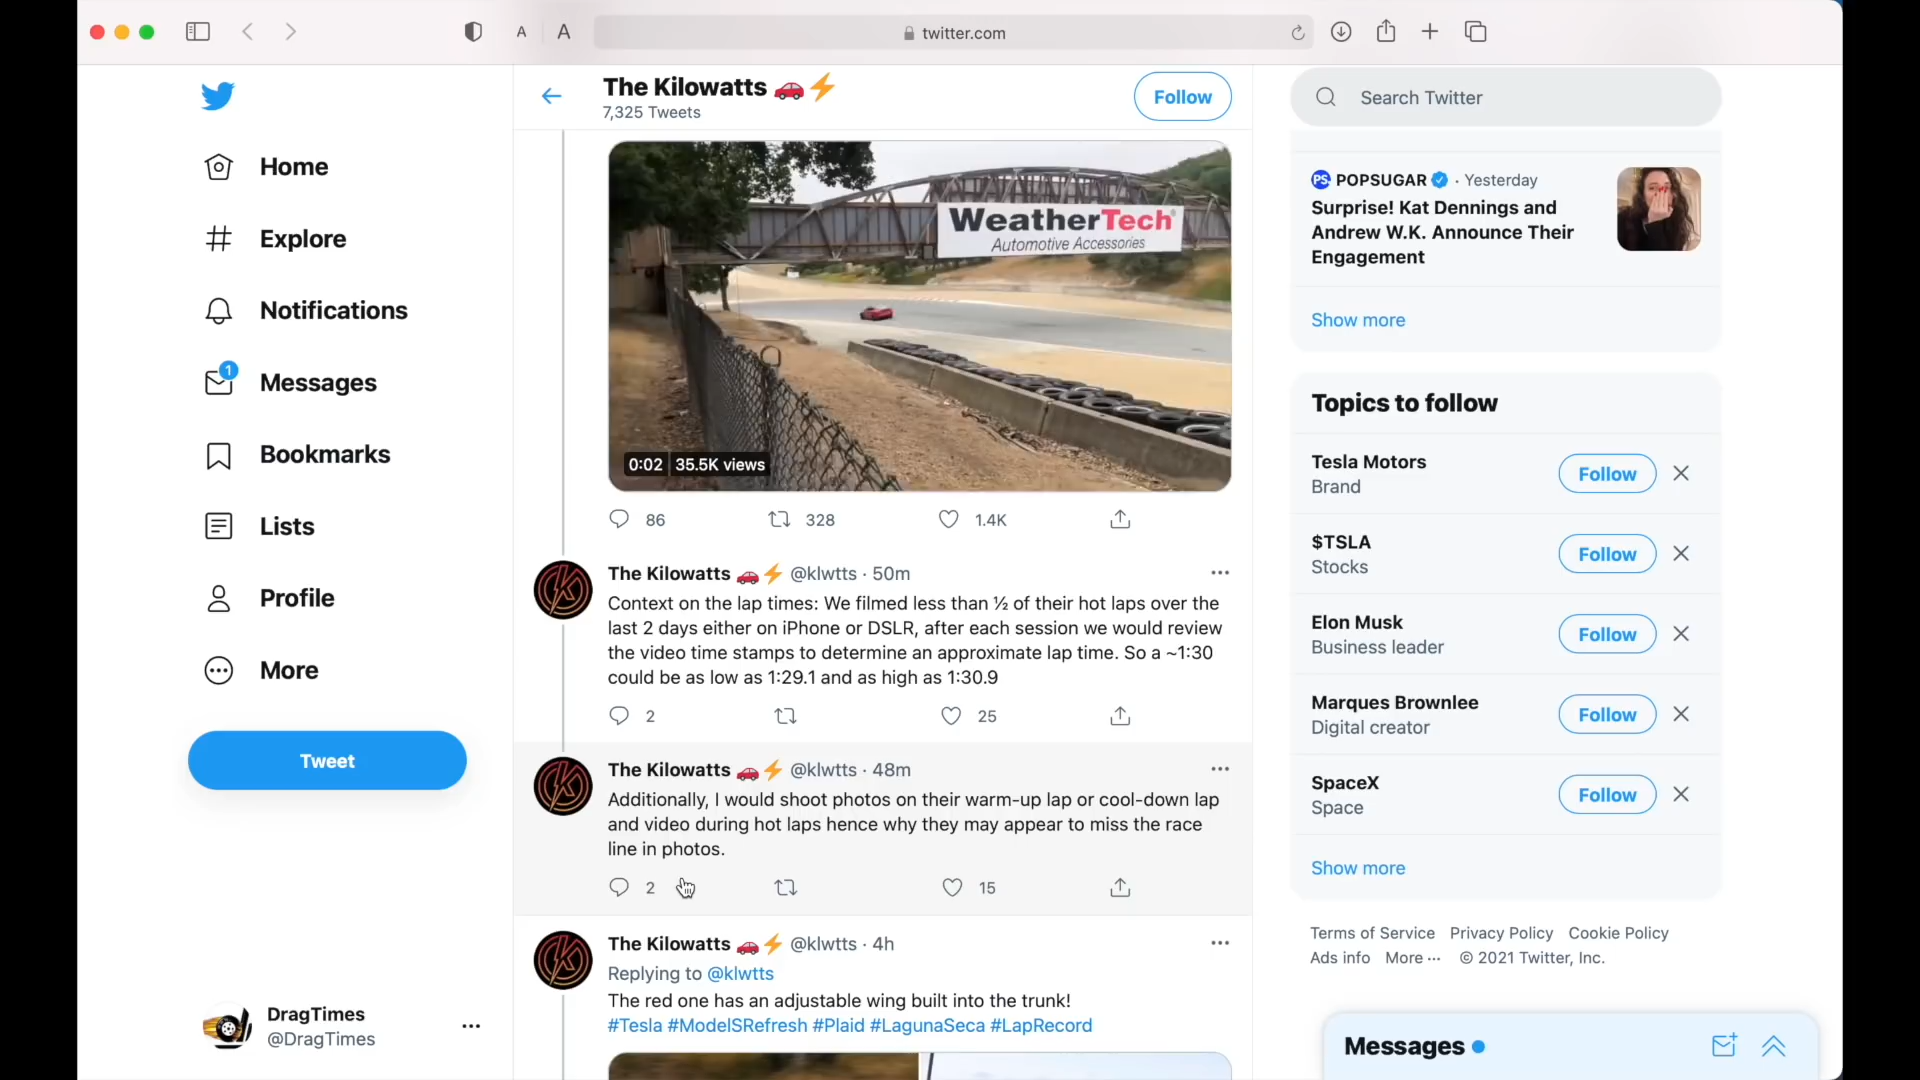 A A twitter.com
Home
Explore
Notifications
1
Messages
Bookmarks
Lists
Profile
More
Tweet
DragTimes
@DragTimes
The Kilowatts 🚗⚡
7,325 Tweets
Follow
WeatherTech®
Automotive Accessories
0:02 35.5K views
86 328 1.4K
The Kilowatts 🚗⚡ @klwtts · 50m
Context on the lap times: We filmed less than ½ of their hot laps over the
last 2 days either on iPhone or DSLR, after each session we would review
the video time stamps to determine an approximate lap time. So a ~1:30
could be as low as 1:29.1 and as high as 1:30.9
2 25
The Kilowatts 🚗⚡ @klwtts · 48m
Additionally, I would shoot photos on their warm-up lap or cool-down lap
and video during hot laps hence why they may appear to miss the race
line in photos.
2 15
The Kilowatts 🚗⚡ @klwtts · 4h
Replying to @klwtts
The red one has an adjustable wing built into the trunk!
#Tesla #ModelSRefresh #Plaid #LagunaSeca #LapRecord
Search Twitter
PS. POPSUGAR · Yesterday
Surprise! Kat Dennings and
Andrew W.K. Announce Their
Engagement
Show more
Topics to follow
Tesla Motors
Brand
Follow
$TSLA
Stocks
Follow
Elon Musk
Business leader
Follow
Marques Brownlee
Digital creator
Follow
SpaceX
Space
Follow
Show more
Terms of Service Privacy Policy Cookie Policy
Ads info More ··· © 2021 Twitter, Inc.
Messages